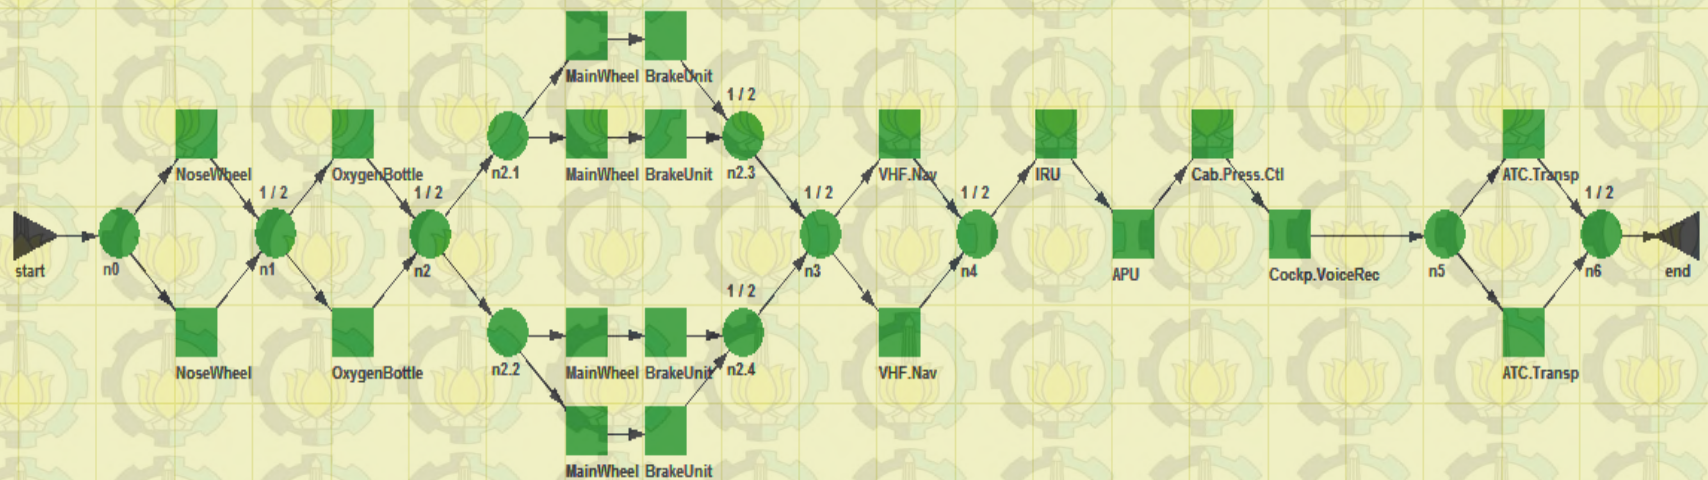 MainWheel BrakeUnit
1 / 2
NoseWheel
OxygenBottle
n2.1
MainWheel BrakeUnit
n2.3
VHF.Nav
IRU
Cab.Press.Ctl
ATC.Transp
1 / 2
1 / 2
1 / 2
1 / 2
1 / 2
start
n0
n1
n2
n3
n4
APU
Cockp.VoiceRec
n5
n6
end
1 / 2
NoseWheel
OxygenBottle
n2.2
MainWheel BrakeUnit
n2.4
VHF.Nav
ATC.Transp
MainWheel BrakeUnit